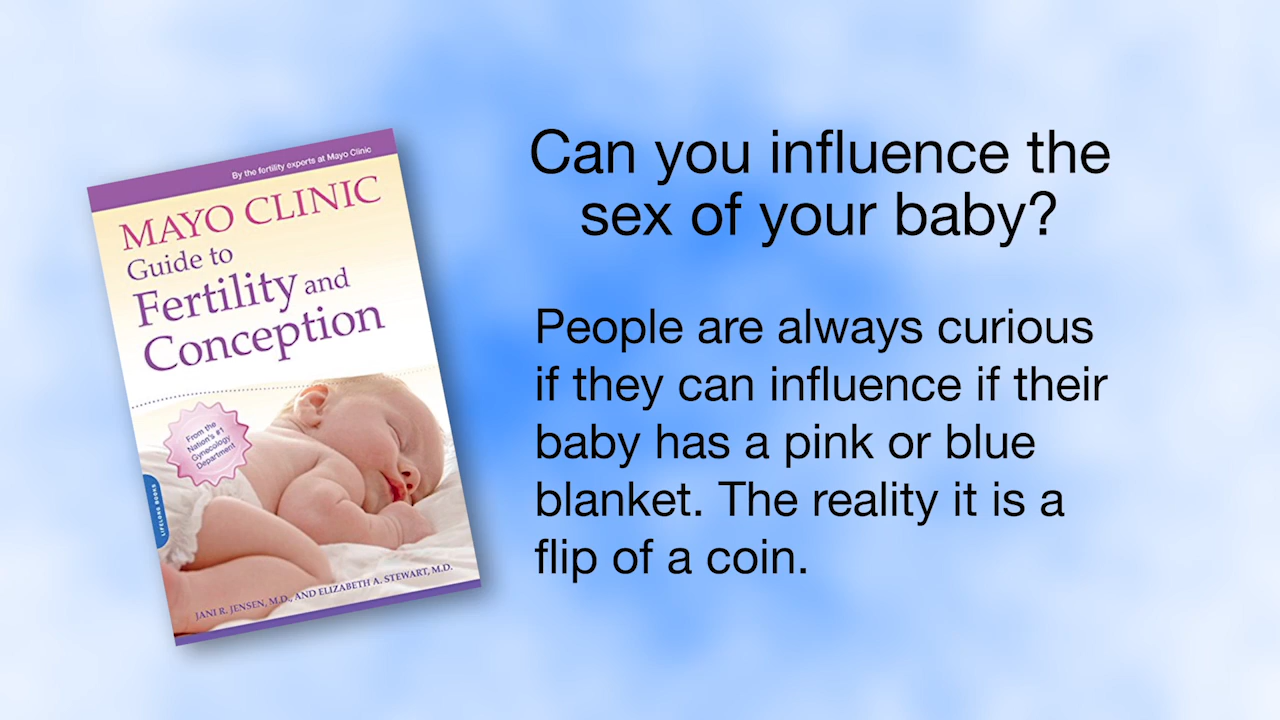 By the fertility experts at Mayo Clinic
MAYO CLINIC
Guide to
Fertility and
Conception
From the
Nation's #1
Gynecology
Department
LIFELONG BOOKS
JANI R. JENSEN, M.D., AND ELIZABETH A. STEWART, M.D.
Can you influence the
sex of your baby?
People are always curious
if they can influence if their
baby has a pink or blue
blanket. The reality it is a
flip of a coin.